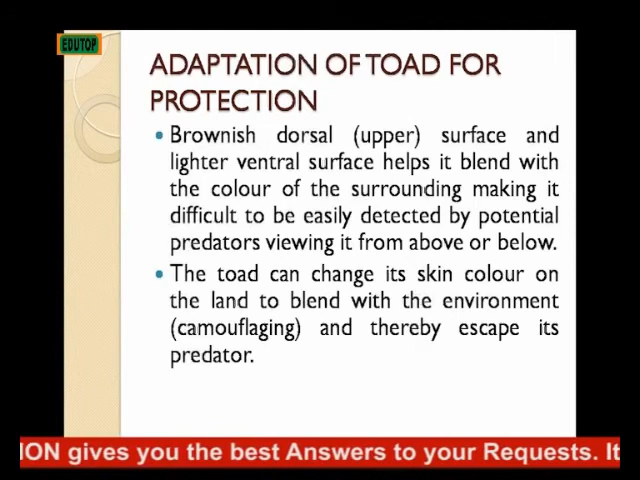 EDUTOP
ADAPTATION OF TOAD FOR
PROTECTION
• Brownish dorsal (upper) surface and
lighter ventral surface helps it blend with
the colour of the surrounding making it
difficult to be easily detected by potential
predators viewing it from above or below.
• The toad can change its skin colour on
the land to blend with the environment
(camouflaging) and thereby escape its
predator.
ION gives you the best Answers to your Requests. It